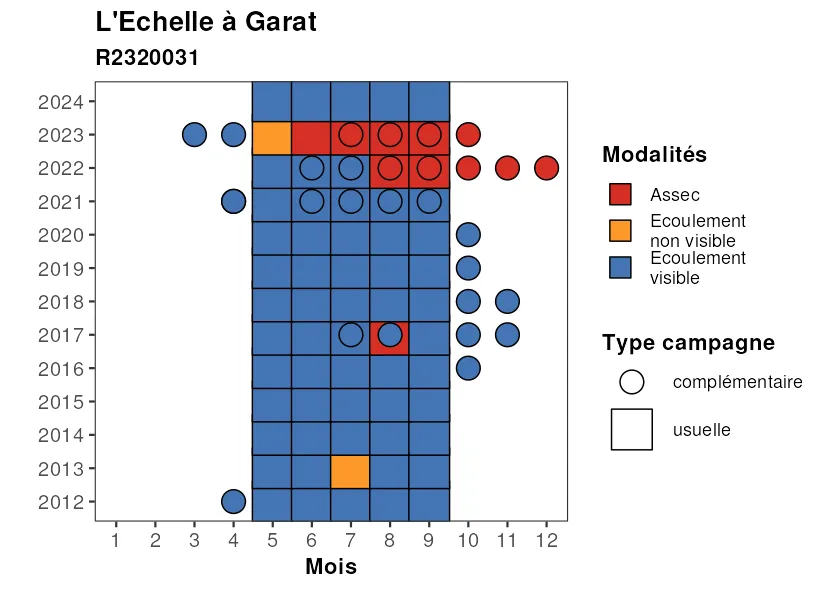 L'Echelle à Garat
R2320031
2024
2023
2022
2021
2020
2019
2018
2017
2016
2015
2014
2013
2012
1 2 3 4 5 6 7 8 9 10 11 12
Mois
Modalités
Assec
Ecoulement
non visible
Ecoulement
visible
Type campagne
complémentaire
usuelle